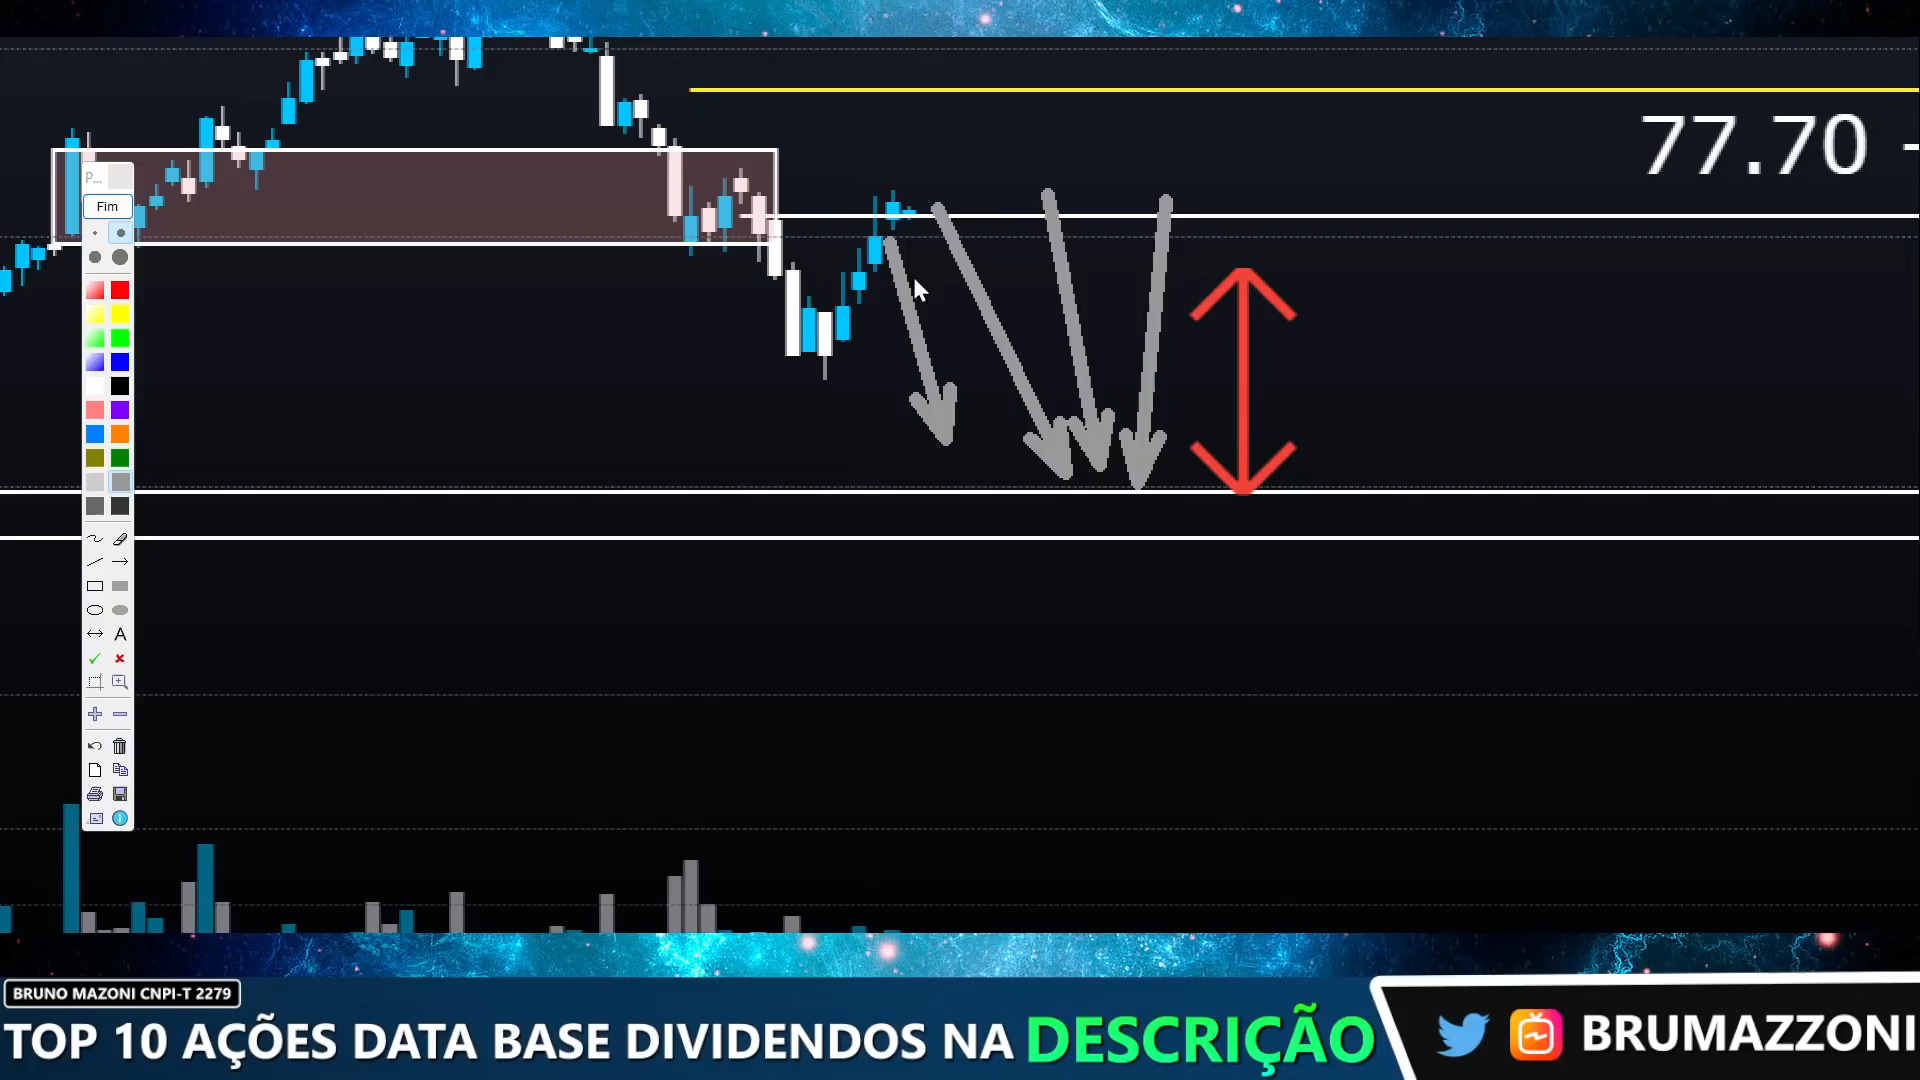 77.70 -
P...
Fim
A
BRUNO MAZONI CNPI-T 2279
TOP 10 AÇÕES DATA BASE DIVIDENDOS NA DESCRIÇÃO
BRUMAZZONI